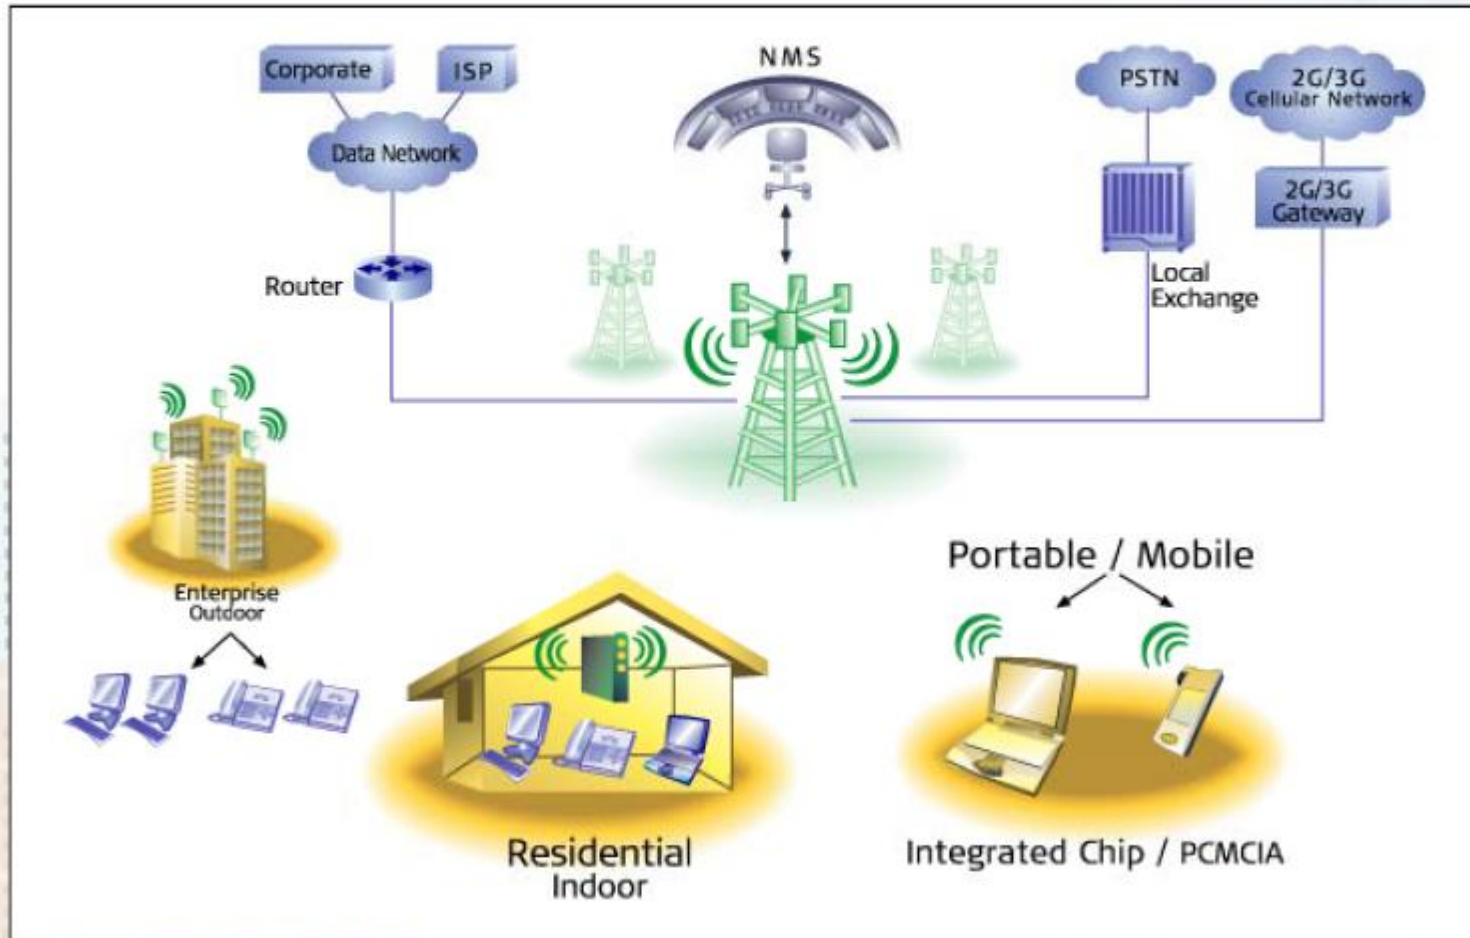 Corporate
ISP
NMS
PSTN
2G/3G
Cellular Network
Data Network
2G/3G
Gateway
Router
Local
Exchange
Enterprise
Outdoor
Portable / Mobile
Residential
Indoor
Integrated Chip / PCMCIA